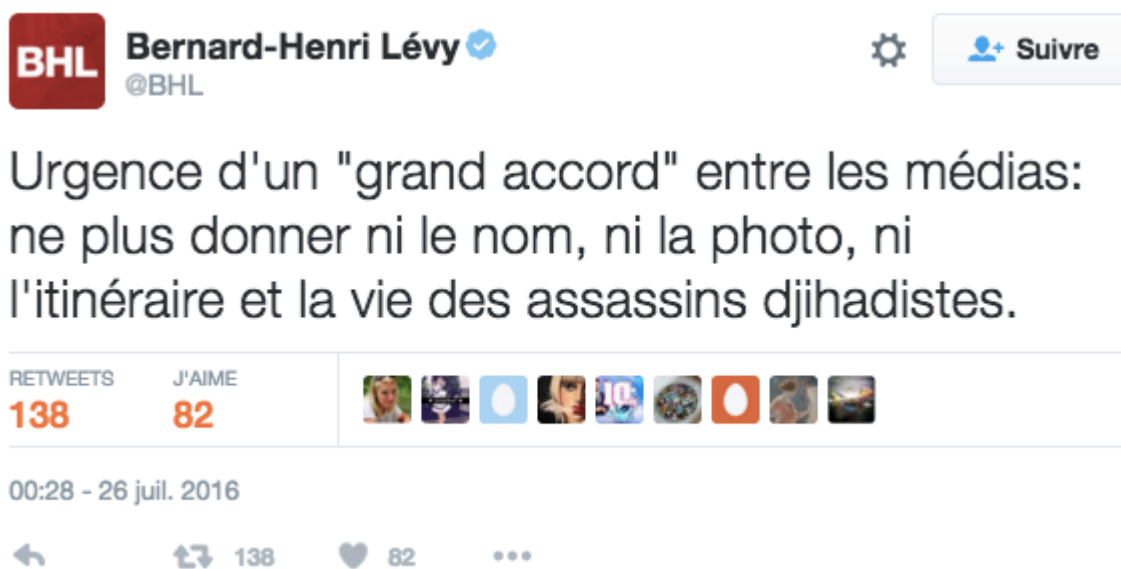 BHL
Bernard-Henri Lévy
@BHL
Suivre
Urgence d'un "grand accord" entre les médias:
ne plus donner ni le nom, ni la photo, ni
l'itinéraire et la vie des assassins djihadistes.
RETWEETS J'AIME
138 82
10
00:28 - 26 juil. 2016
138 82